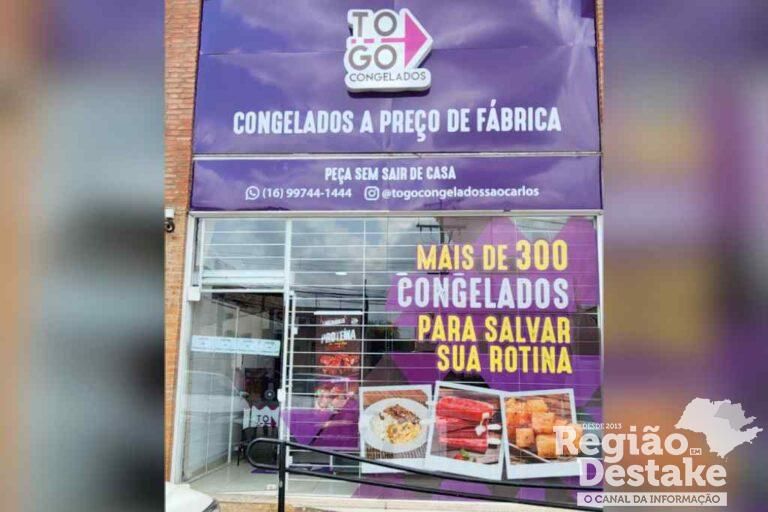 TO
GO
CONGELADOS
CONGELADOS A PREÇO DE FÁBRICA
PEÇA SEM SAIR DE CASA
(16) 99744-1444 @togocongeladossaocarlos
MAIS DE 300
CONGELADOS
PARA SALVAR
SUA ROTINA
PROTEÍNA
TO
DESDE 2013
Região
EM
Destake
O CANAL DA INFORMAÇÃO